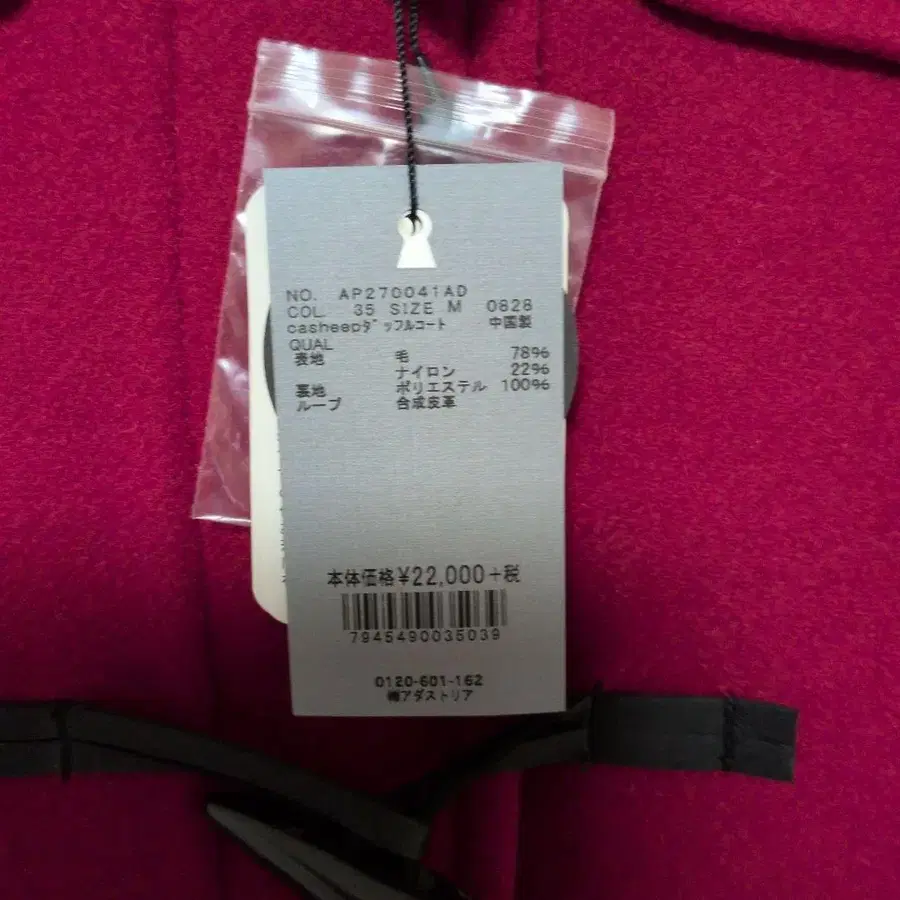 NO. AP270041AD
COL. 35 SIZE M 0828
casheepダッフルコート 中国製
QUAL
表地 毛 78%
ナイロン 22%
裏地 ポリエステル 100%
ループ 合成皮革
本体価格¥22,000+税
7945490035039
0120-601-162
㈱アダストリア